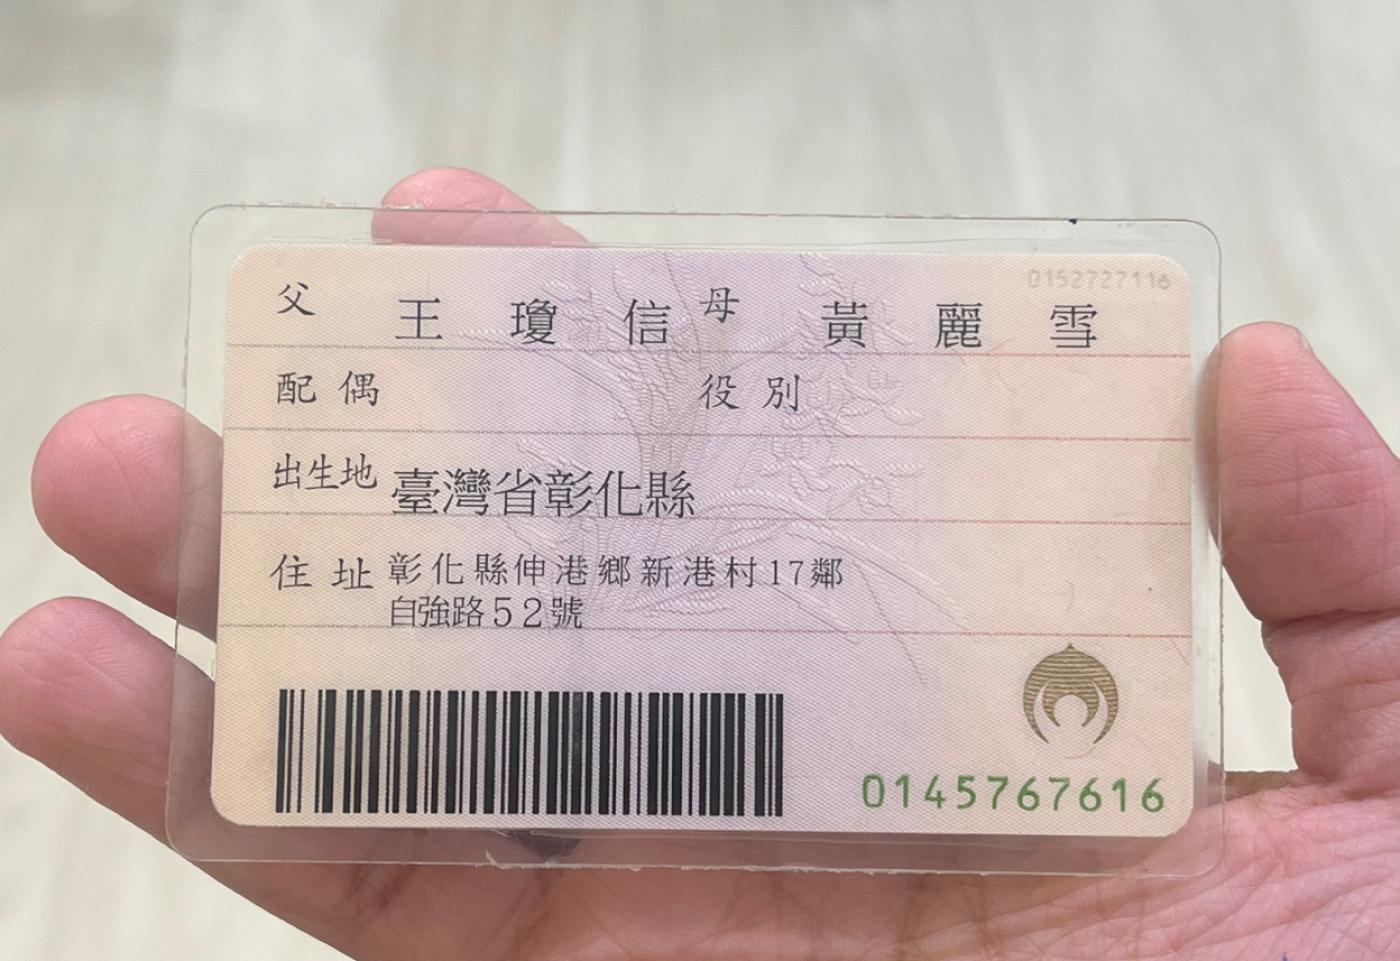 0152727116
父 王瓊信 母 黃麗雪
配偶 役別
出生地 臺灣省彰化縣
住址 彰化縣伸港鄉新港村17鄰
自強路52號
0145767616